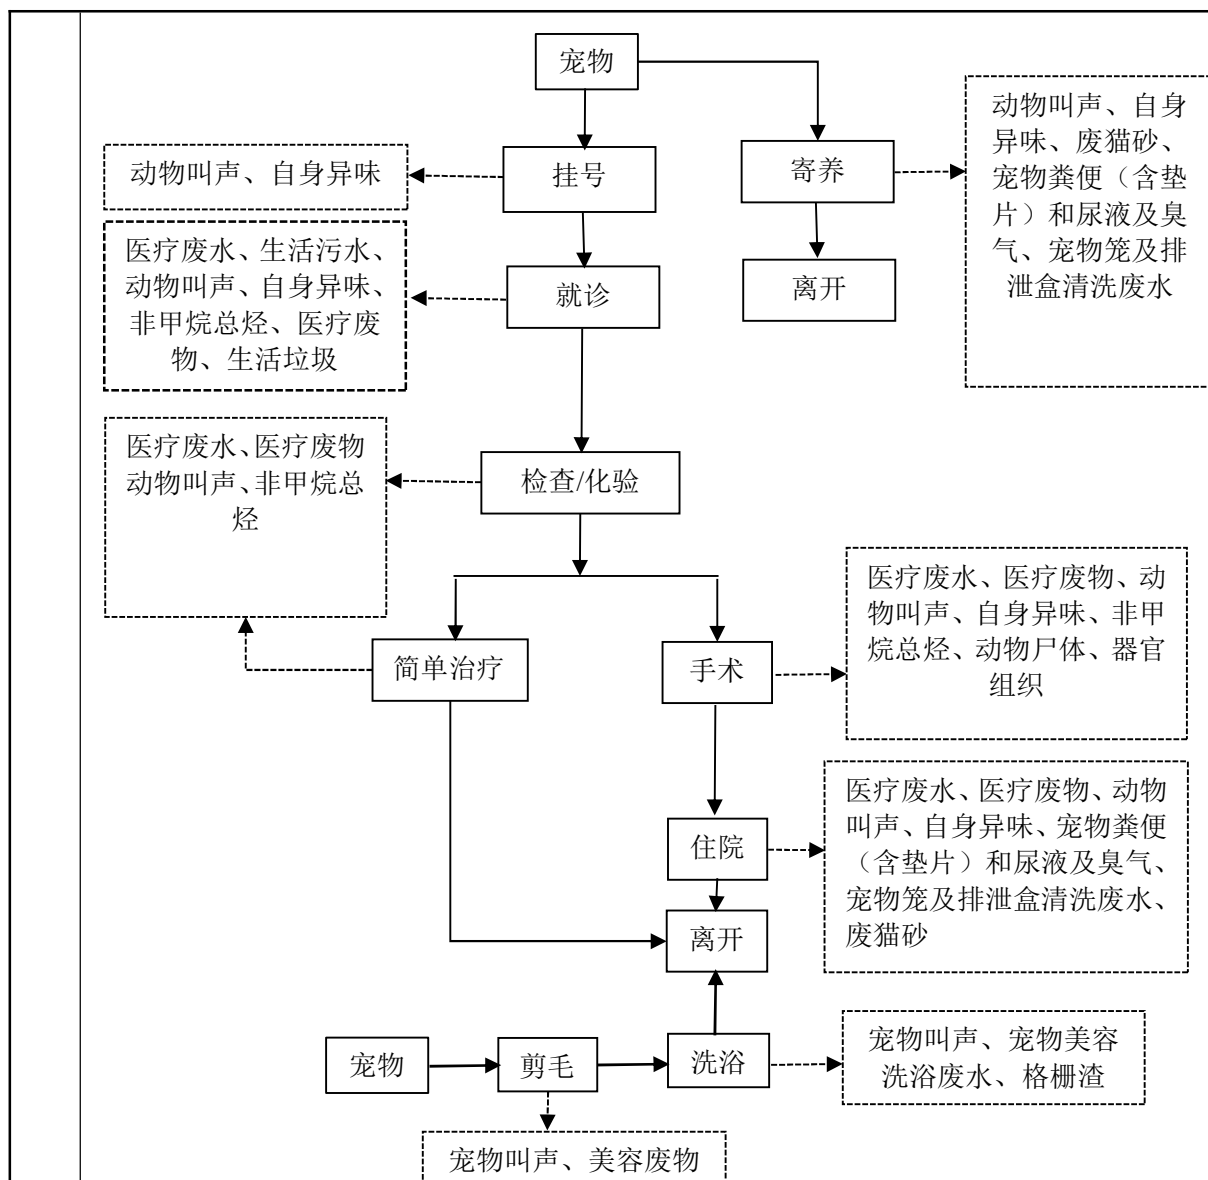 宠物
动物叫声、自身
异味、废猫砂、
宠物粪便（含垫
片）和尿液及臭
气、宠物笼及排
泄盒清洗废水
动物叫声、自身异味
挂号
寄养
医疗废水、生活污水、
动物叫声、自身异味、
非甲烷总烃、医疗废
物、生活垃圾
就诊
离开
医疗废水、医疗废物
动物叫声、非甲烷总
烃
检查/化验
医疗废水、医疗废物、动
物叫声、自身异味、非甲
烷总烃、动物尸体、器官
组织
简单治疗
手术
医疗废水、医疗废物、动物
叫声、自身异味、宠物粪便
（含垫片）和尿液及臭气、
宠物笼及排泄盒清洗废水、
废猫砂
住院
离开
宠物
剪毛
洗浴
宠物叫声、宠物美容
洗浴废水、格栅渣
宠物叫声、美容废物